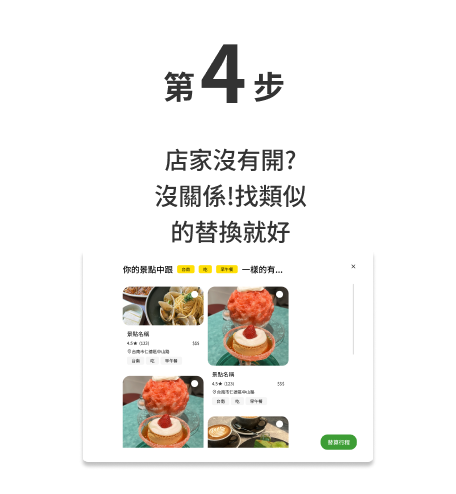 第4步
店家沒有開?
沒關係!找類似
的替換就好
你的景點中跟 台南 吃 早午餐 一樣的有... ×
景點名稱
4.5★ (123) $$$
台南市仁德區中山路
台南 吃 早午餐
景點名稱
4.5★ (123) $$$
台南市仁德區中山路
台南 吃 早午餐
替換行程